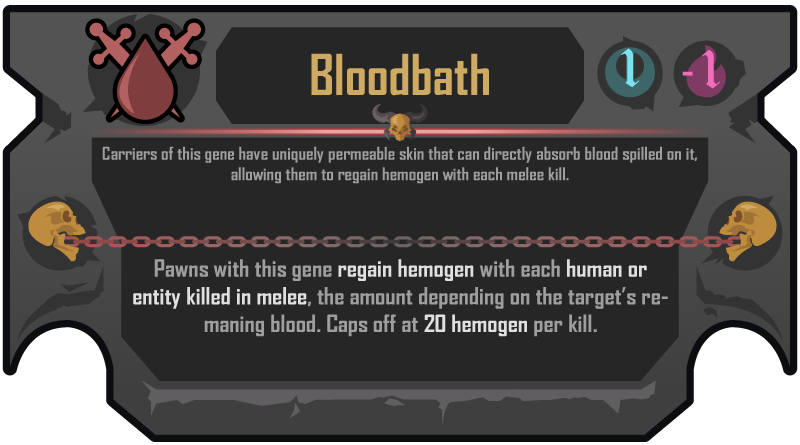 Bloodbath
1
-1
Carriers of this gene have uniquely permeable skin that can directly absorb blood spilled on it,
allowing them to regain hemogen with each melee kill.
Pawns with this gene regain hemogen with each human or
entity killed in melee, the amount depending on the target's re-
maning blood. Caps off at 20 hemogen per kill.